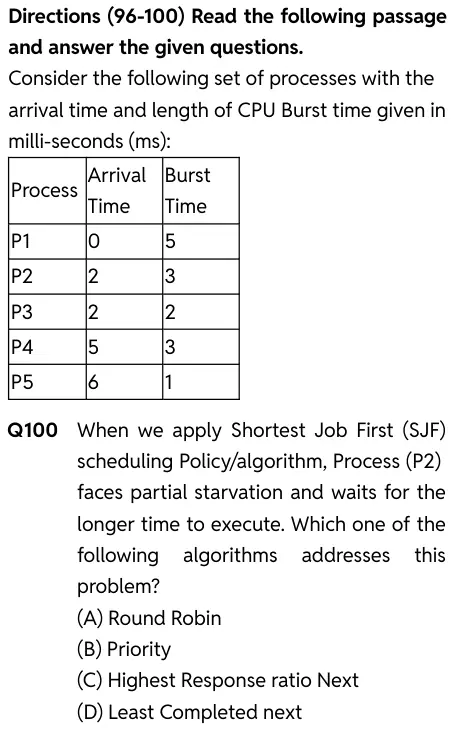 Directions (96-100) Read the following passage
and answer the given questions.
Consider the following set of processes with the
arrival time and length of CPU Burst time given in
milli-seconds (ms):
Process Arrival Time Burst Time
P1 0 5
P2 2 3
P3 2 2
P4 5 3
P5 6 1
Q100 When we apply Shortest Job First (SJF)
scheduling Policy/algorithm, Process (P2)
faces partial starvation and waits for the
longer time to execute. Which one of the
following algorithms addresses this
problem?
(A) Round Robin
(B) Priority
(C) Highest Response ratio Next
(D) Least Completed next